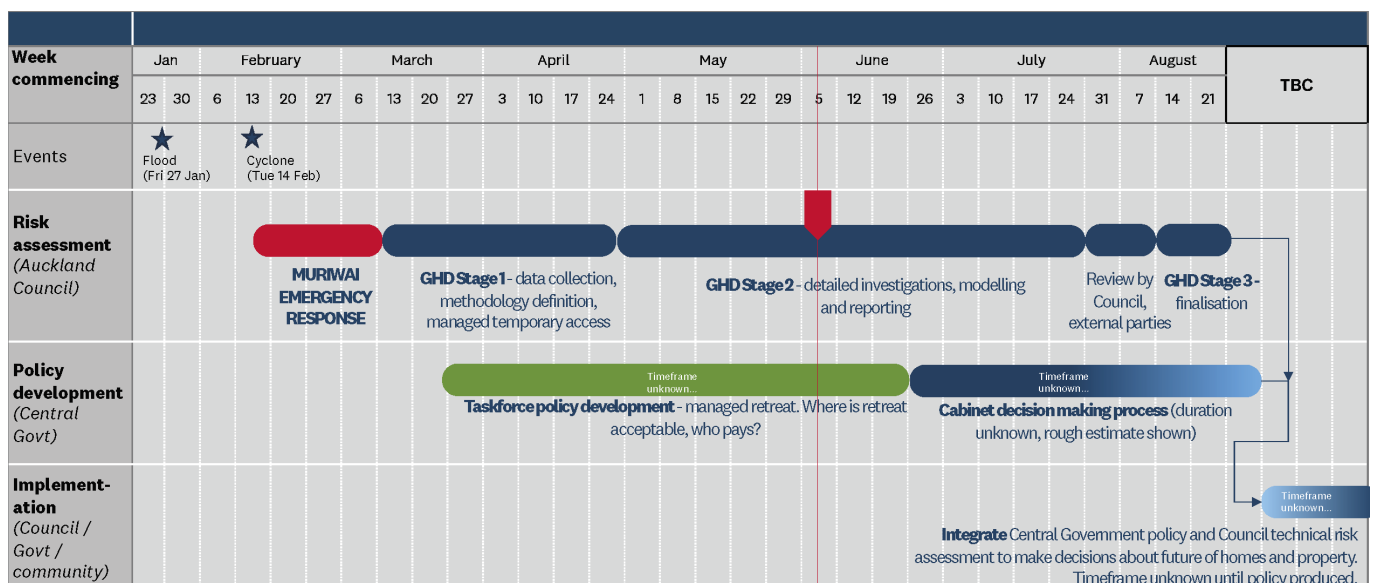 Week
commencing
Jan February March April May June July August
TBC
23 30 6 13 20 27 6 13 20 27 3 10 17 24 1 8 15 22 29 5 12 19 26 3 10 17 24 31 7 14 21
Events
Flood
(Fri 27 Jan)
Cyclone
(Tue 14 Feb)
Risk
assessment
(Auckland
Council)
MURIWAI
EMERGENCY
RESPONSE
GHD Stage 1 - data collection,
methodology definition,
managed temporary access
GHD Stage 2 - detailed investigations, modelling
and reporting
Review by
Council,
external parties
GHD Stage 3 -
finalisation
Policy
development
(Central
Govt)
Timeframe
unknown...
Taskforce policy development - managed retreat. Where is retreat
acceptable, who pays?
Timeframe
unknown...
Cabinet decision making process (duration
unknown, rough estimate shown)
Implement-
ation
(Council /
Govt /
community)
Timeframe
unknown...
Integrate Central Government policy and Council technical risk
assessment to make decisions about future of homes and property.
Timeframe unknown until policy produced.